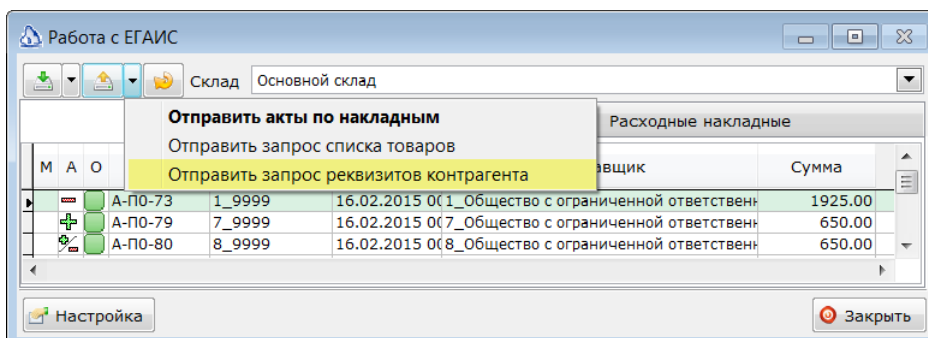 Работа с ЕГАИС
Склад Основной склад
Отправить акты по накладным
Расходные накладные
Отправить запрос списка товаров
Отправить запрос реквизитов контрагента
М А О Сумма
А-П0-73 1_9999 16.02.2015 0( 1_Общество с ограниченной ответственн 1925.00
А-П0-79 7_9999 16.02.2015 0( 7_Общество с ограниченной ответственн 650.00
А-П0-80 8_9999 16.02.2015 0( 8_Общество с ограниченной ответственн 650.00
Настройка Закрыть